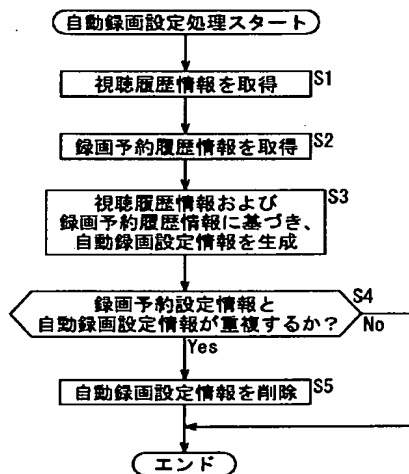 自動録画設定処理スタート
視聴履歴情報を取得
S1
録画予約履歴情報を取得
S2
視聴履歴情報および
録画予約履歴情報に基づき、
自動録画設定情報を生成
S3
録画予約設定情報と
自動録画設定情報が重複するか?
S4
No
Yes
自動録画設定情報を削除
S5
エンド